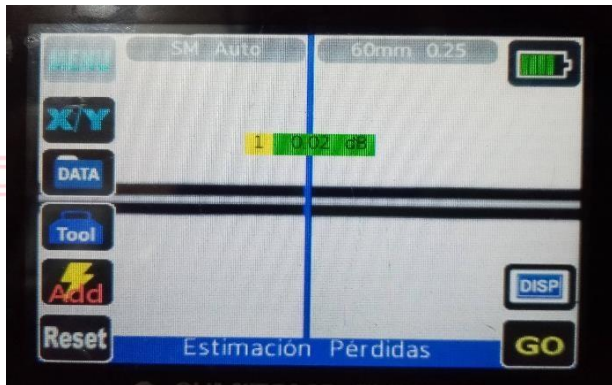 MENU
SM Auto
60mm 0.25
X/Y
1 0.02 dB
DATA
Tool
Add
DISP
Reset
Estimación Pérdidas
GO